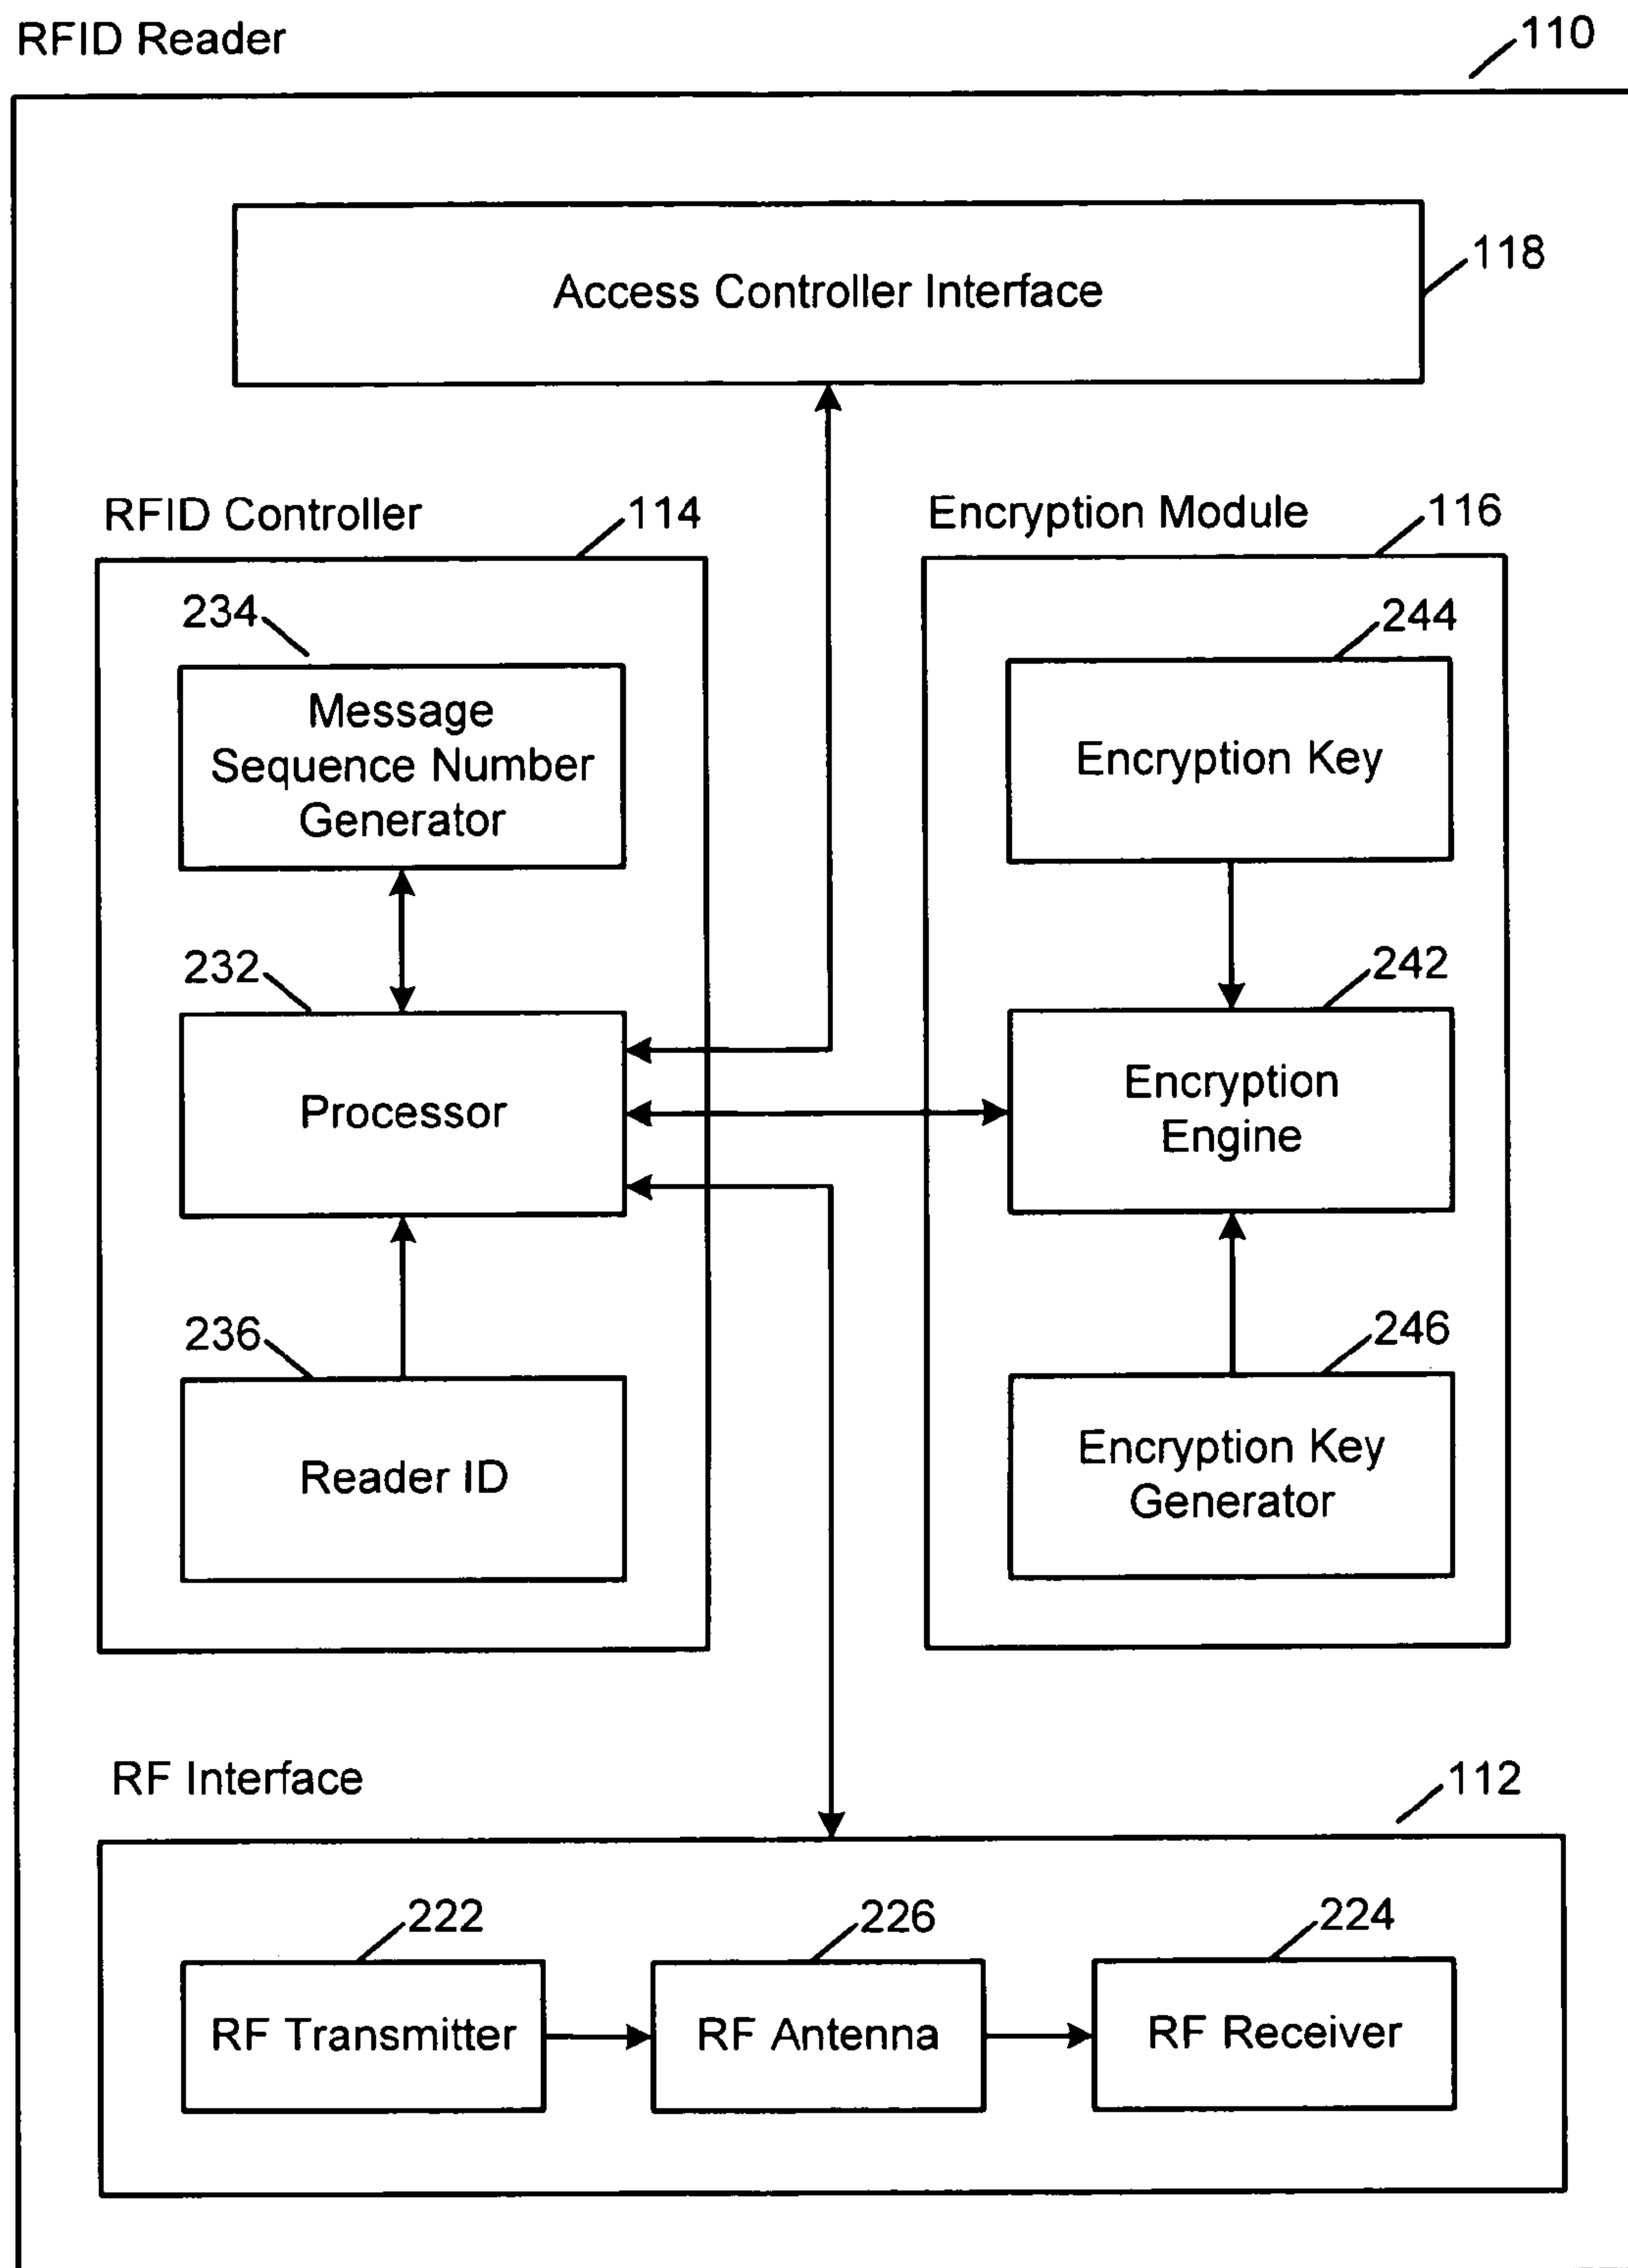 RFID Reader
110
Access Controller Interface
118
RFID Controller
114
Encryption Module
116
234
Message
Sequence Number
Generator
244
Encryption Key
232
Processor
242
Encryption
Engine
236
Reader ID
246
Encryption Key
Generator
RF Interface
112
222
RF Transmitter
226
RF Antenna
224
RF Receiver